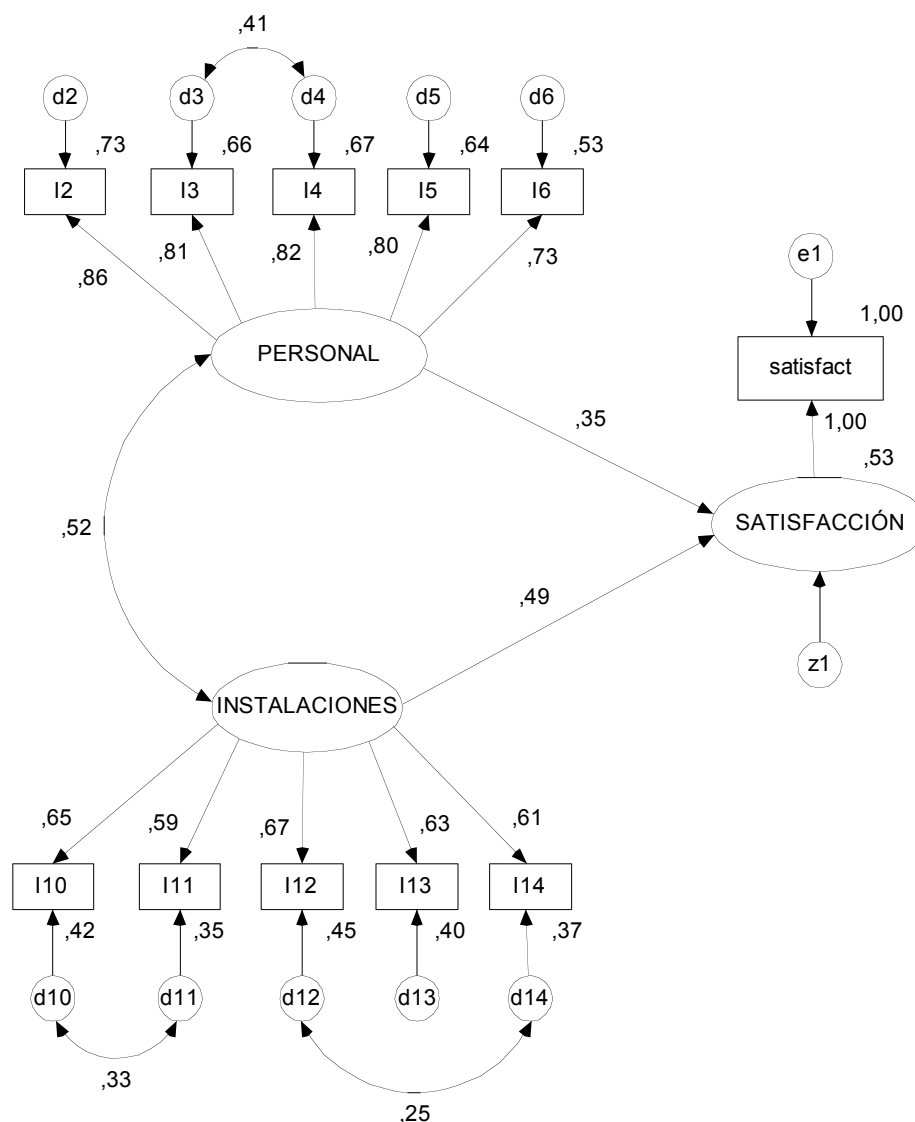 ,41
d2 d3 d4 d5 d6
,73 ,66 ,67 ,64 ,53
I2 I3 I4 I5 I6
,86 ,81 ,82 ,80 ,73
e1
1,00
satisfact
PERSONAL
,35
1,00
,53
SATISFACCIÓN
,52
,49
z1
INSTALACIONES
,65 ,59 ,67 ,63 ,61
I10 I11 I12 I13 I14
,42 ,35 ,45 ,40 ,37
d10 d11 d12 d13 d14
,33
,25